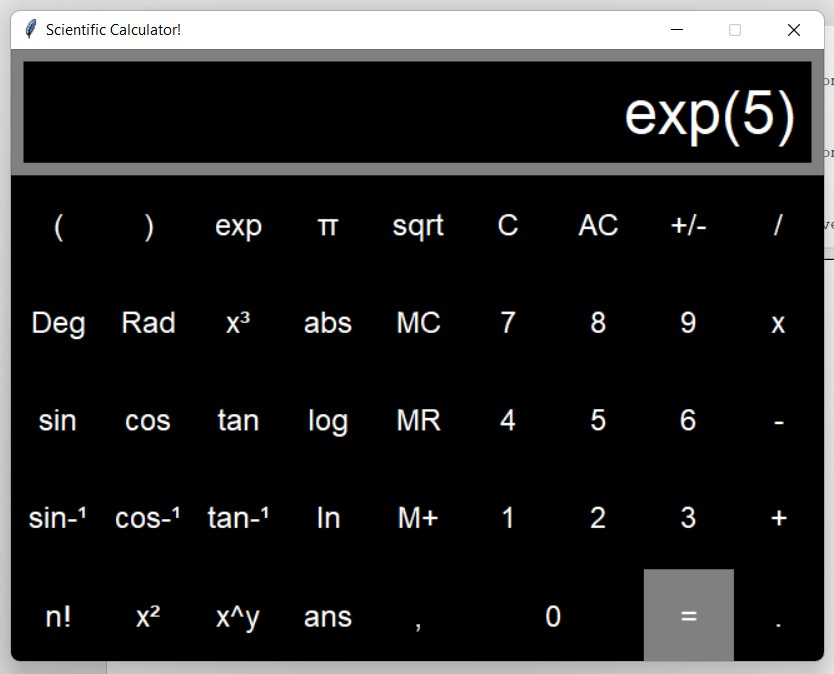 Scientific Calculator!
exp(5)
( ) exp π sqrt C AC +/- /
Deg Rad x³ abs MC 7 8 9 x
sin cos tan log MR 4 5 6 -
sin-¹ cos-¹ tan-¹ ln M+ 1 2 3 +
n! x² x^y ans , 0 = .